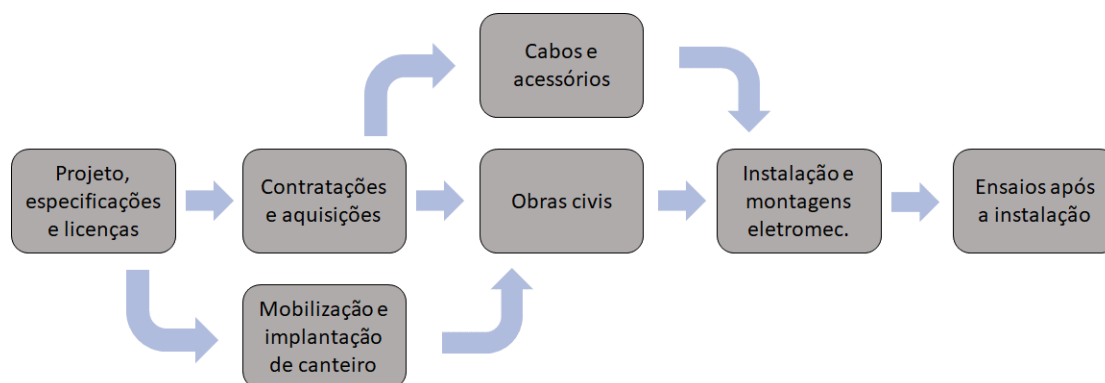 Cabos e
acessórios
Projeto,
especificações
e licenças
Contratações
e aquisições
Obras civis
Instalação e
montagens
eletromec.
Ensaios após
a instalação
Mobilização e
implantação
de canteiro